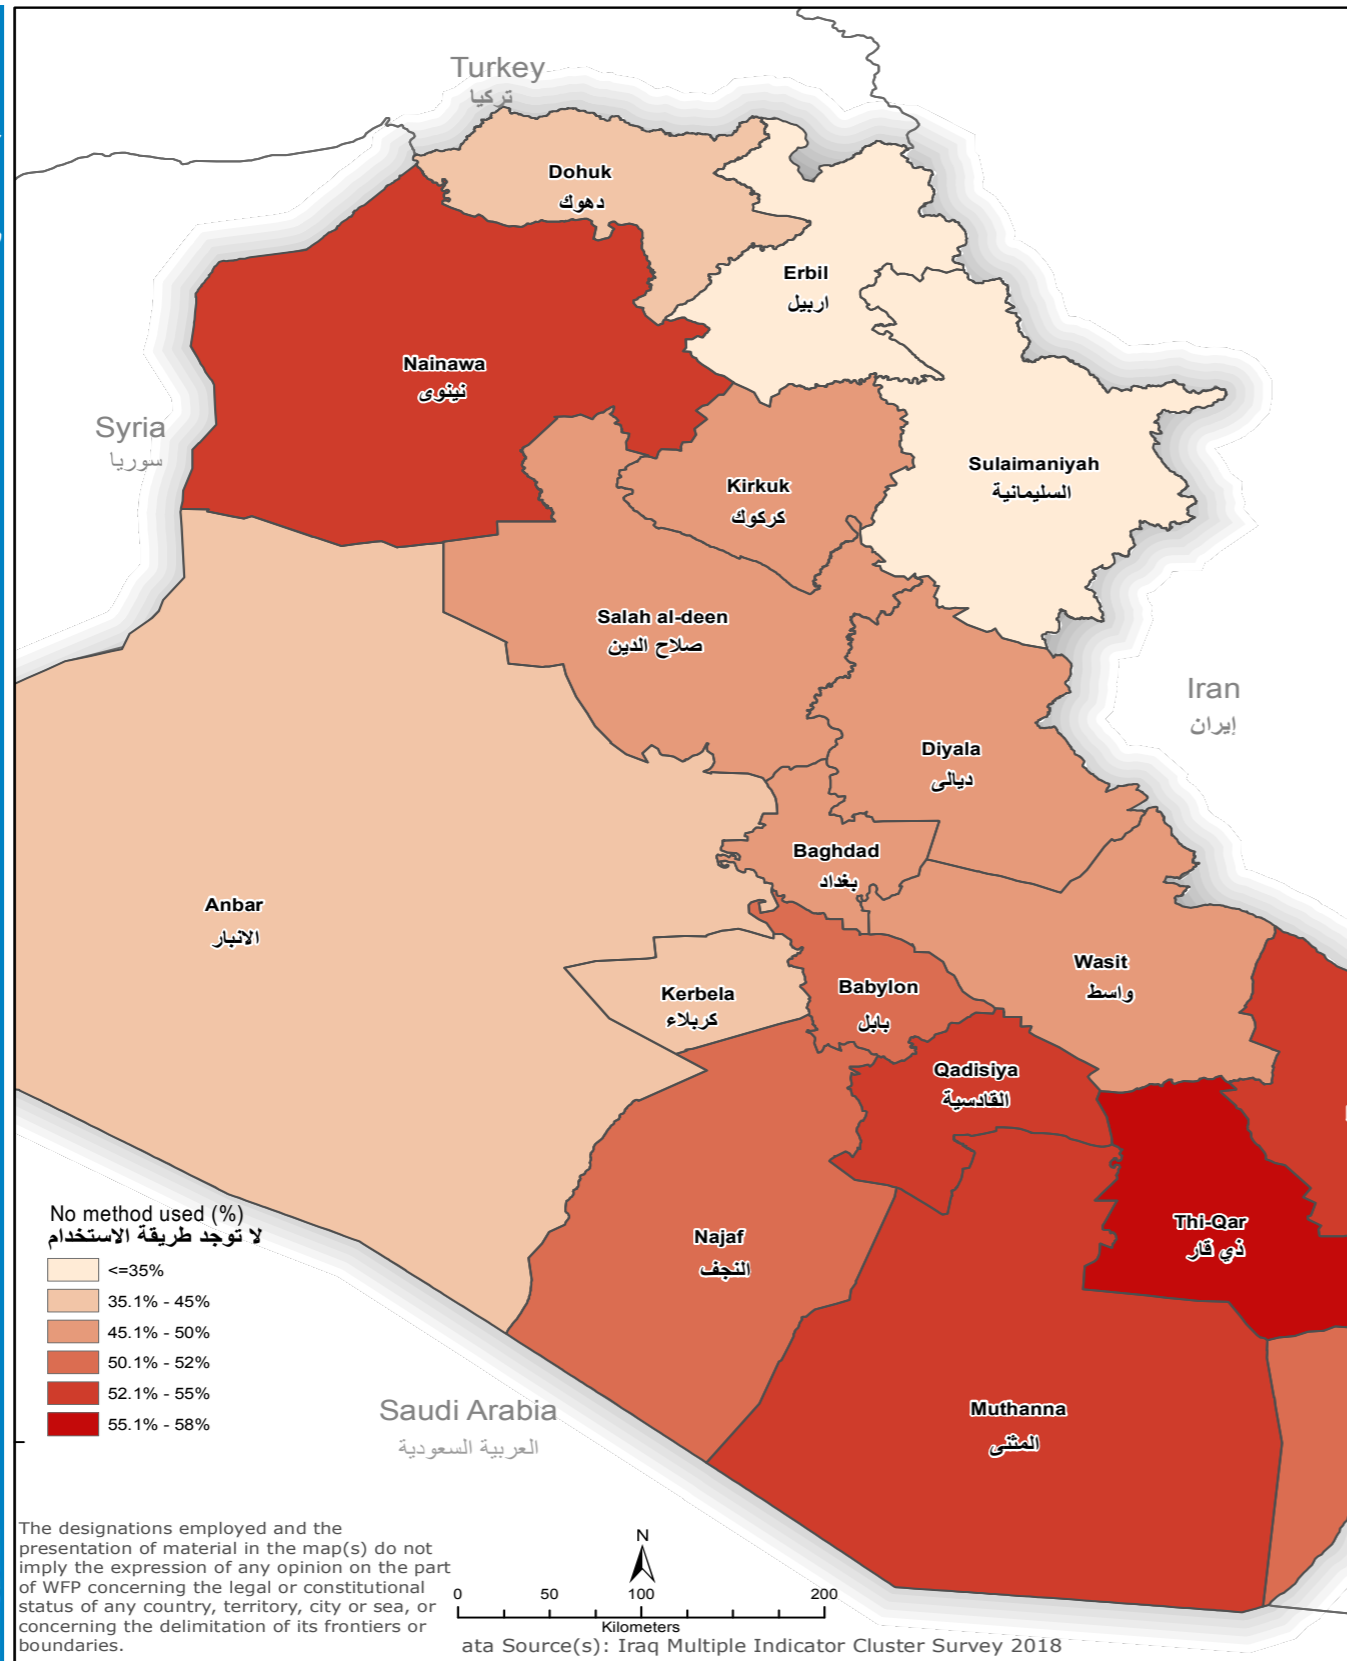 Turkey
تركيا
Dohuk
دهوك
Erbil
اربيل
Nainawa
نينوى
Syria
سوريا
Sulaimaniyah
السليمانية
Kirkuk
كركوك
Salah al-deen
صلاح الدين
Iran
إيران
Diyala
ديالى
Baghdad
بغداد
Anbar
الانبار
Wasit
واسط
Kerbela
كربلاء
Babylon
بابل
Qadisiya
القادسية
Thi-Qar
ذي قار
Najaf
النجف
Muthanna
المثنى
No method used (%)
لا توجد طريقة الاستخدام
<=35%
35.1% - 45%
45.1% - 50%
50.1% - 52%
52.1% - 55%
55.1% - 58%
Saudi Arabia
العربية السعودية
The designations employed and the
presentation of material in the map(s) do not
imply the expression of any opinion on the part
of WFP concerning the legal or constitutional
status of any country, territory, city or sea, or
concerning the delimitation of its frontiers or
boundaries.
N
0 50 100 200
Kilometers
ata Source(s): Iraq Multiple Indicator Cluster Survey 2018